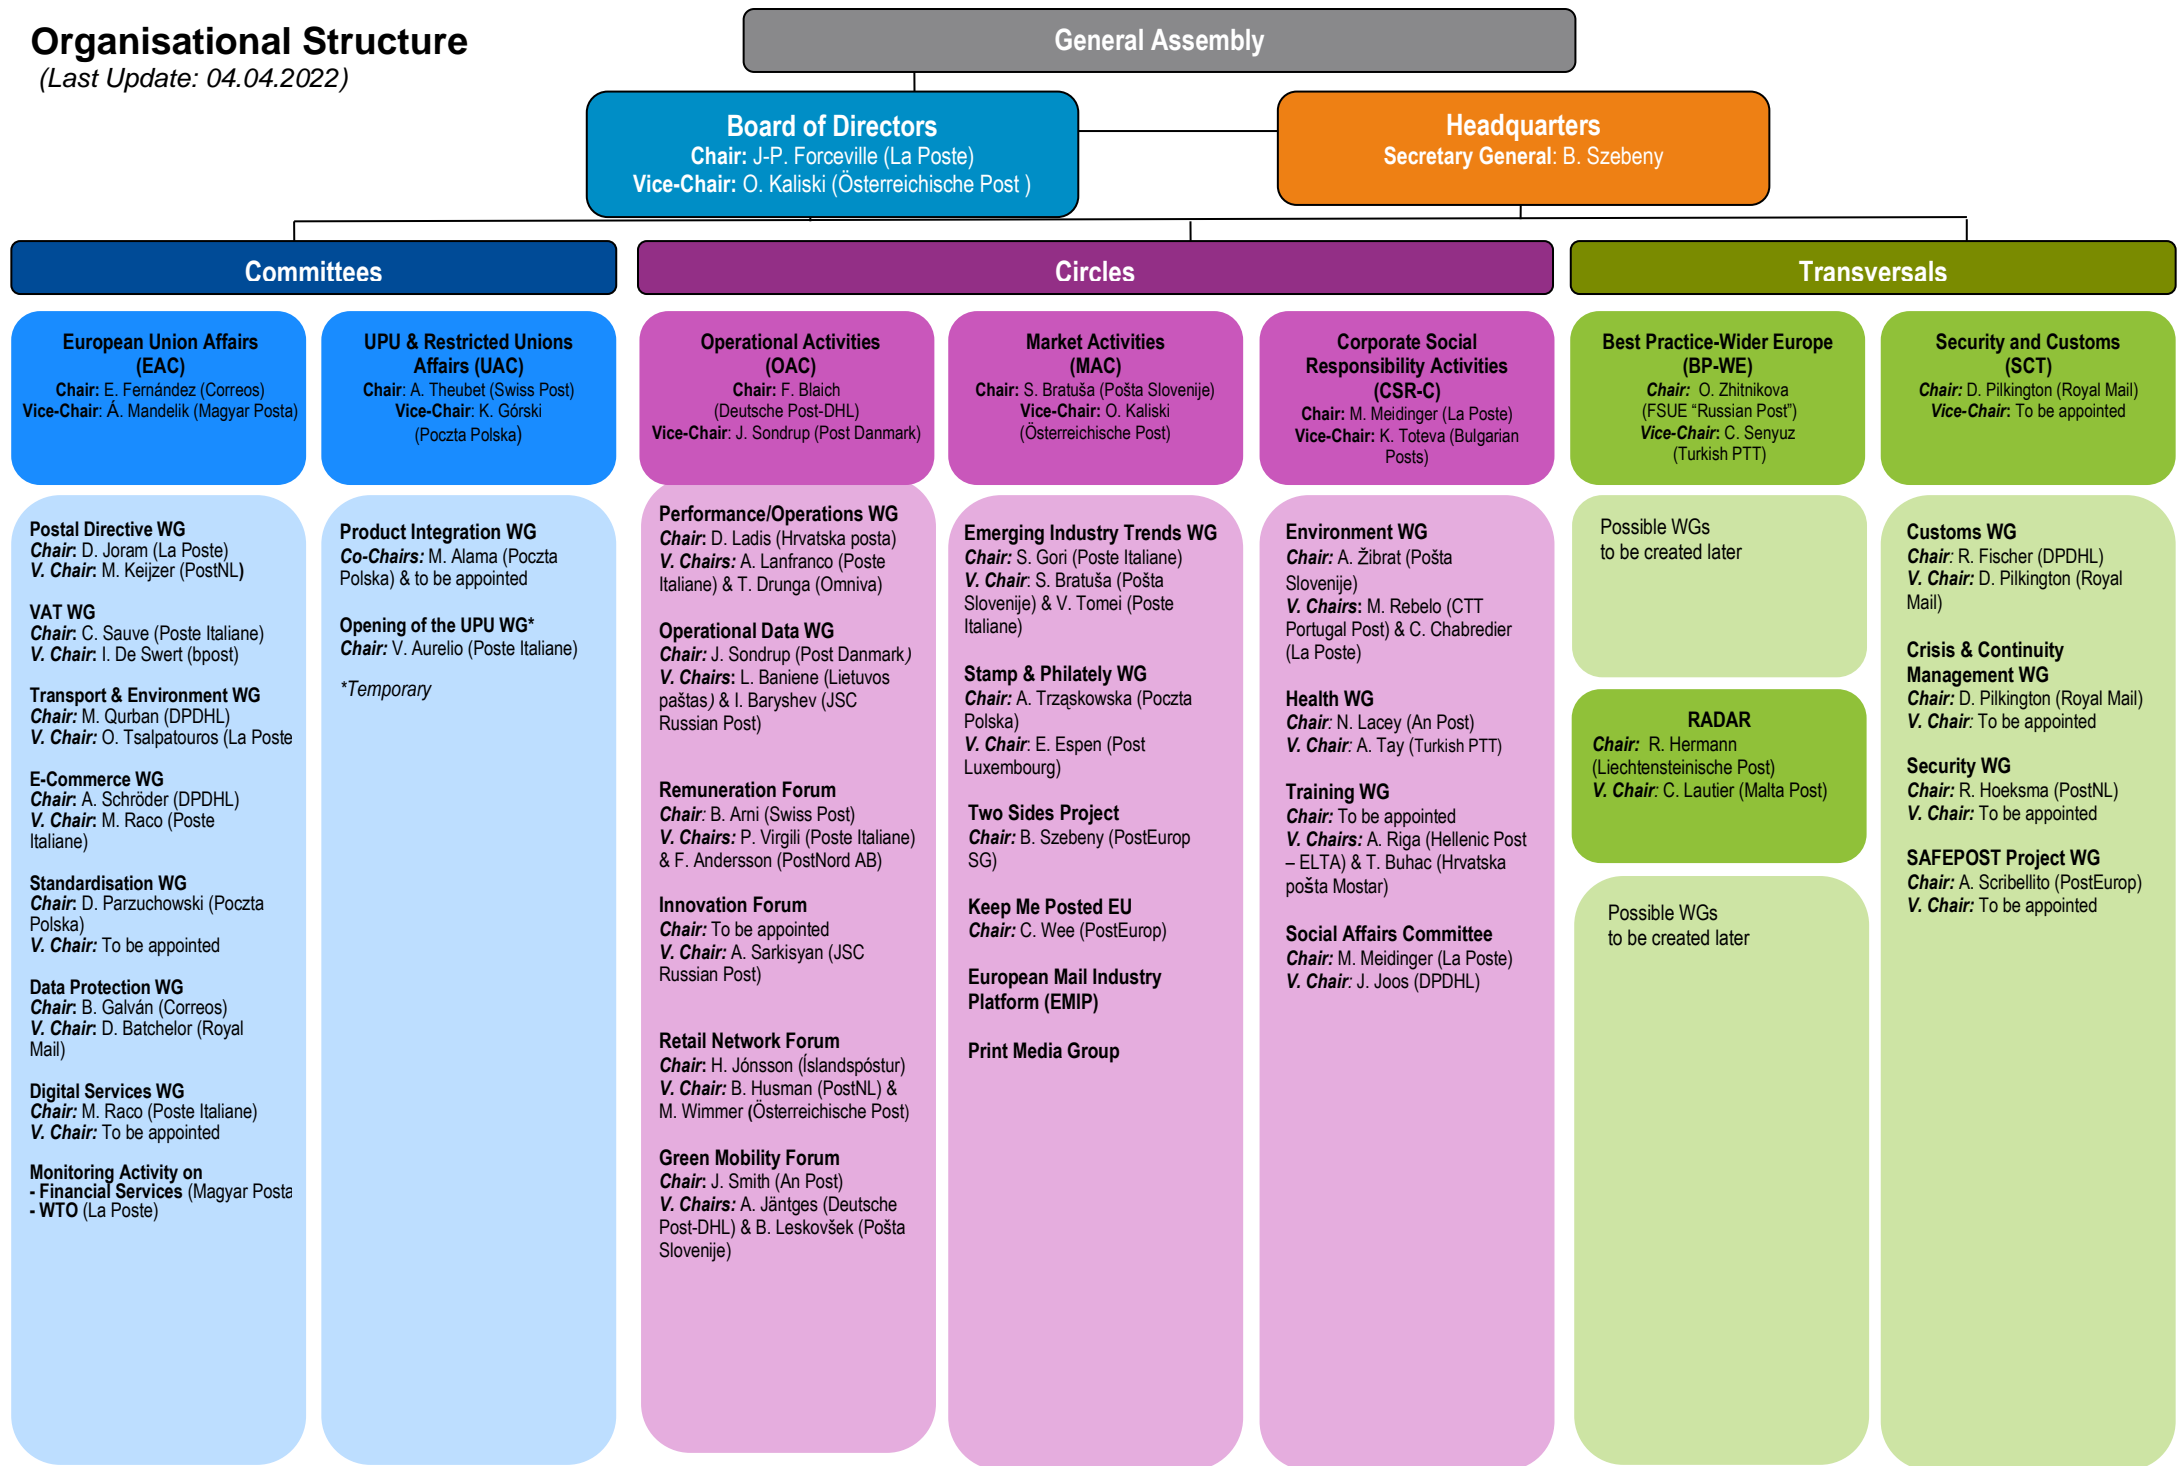 Organisational Structure
(Last Update: 04.04.2022)
General Assembly
Board of Directors
Chair: J-P. Forceville (La Poste)
Vice-Chair: O. Kaliski (Österreichische Post )
Headquarters
Secretary General: B. Szebeny
Committees
Circles
Transversals
European Union Affairs
(EAC)
Chair: E. Fernández (Correos)
Vice-Chair: Á. Mandelik (Magyar Posta)
UPU & Restricted Unions
Affairs (UAC)
Chair: A. Theubet (Swiss Post)
Vice-Chair: K. Górski
(Poczta Polska)
Operational Activities
(OAC)
Chair: F. Blaich
(Deutsche Post-DHL)
Vice-Chair: J. Sondrup (Post Danmark)
Market Activities
(MAC)
Chair: S. Bratuša (Pošta Slovenije)
Vice-Chair: O. Kaliski
(Österreichische Post)
Corporate Social
Responsibility Activities
(CSR-C)
Chair: M. Meidinger (La Poste)
Vice-Chair: K. Toteva (Bulgarian
Posts)
Best Practice-Wider Europe
(BP-WE)
Chair: O. Zhitnikova
(FSUE “Russian Post”)
Vice-Chair: C. Senyuz
(Turkish PTT)
Security and Customs
(SCT)
Chair: D. Pilkington (Royal Mail)
Vice-Chair: To be appointed
Postal Directive WG
Chair: D. Joram (La Poste)
V. Chair: M. Keijzer (PostNL)
VAT WG
Chair: C. Sauve (Poste Italiane)
V. Chair: I. De Swert (bpost)
Transport & Environment WG
Chair: M. Qurban (DPDHL)
V. Chair: O. Tsalpatouros (La Poste
E-Commerce WG
Chair: A. Schröder (DPDHL)
V. Chair: M. Raco (Poste
Italiane)
Standardisation WG
Chair: D. Parzuchowski (Poczta
Polska)
V. Chair: To be appointed
Data Protection WG
Chair: B. Galván (Correos)
V. Chair: D. Batchelor (Royal
Mail)
Digital Services WG
Chair: M. Raco (Poste Italiane)
V. Chair: To be appointed
Monitoring Activity on
- Financial Services (Magyar Posta
- WTO (La Poste)
Product Integration WG
Co-Chairs: M. Alama (Poczta
Polska) & to be appointed
Opening of the UPU WG*
Chair: V. Aurelio (Poste Italiane)
*Temporary
Performance/Operations WG
Chair: D. Ladis (Hrvatska posta)
V. Chairs: A. Lanfranco (Poste
Italiane) & T. Drunga (Omniva)
Operational Data WG
Chair: J. Sondrup (Post Danmark)
V. Chairs: L. Baniene (Lietuvos
paštas) & I. Baryshev (JSC
Russian Post)
Remuneration Forum
Chair: B. Arni (Swiss Post)
V. Chairs: P. Virgili (Poste Italiane)
& F. Andersson (PostNord AB)
Innovation Forum
Chair: To be appointed
V. Chair: A. Sarkisyan (JSC
Russian Post)
Retail Network Forum
Chair: H. Jónsson (Íslandspóstur)
V. Chair: B. Husman (PostNL) &
M. Wimmer (Österreichische Post)
Green Mobility Forum
Chair: J. Smith (An Post)
V. Chairs: A. Jäntges (Deutsche
Post-DHL) & B. Leskovšek (Pošta
Slovenije)
Emerging Industry Trends WG
Chair: S. Gori (Poste Italiane)
V. Chair: S. Bratuša (Pošta
Slovenije) & V. Tomei (Poste
Italiane)
Stamp & Philately WG
Chair: A. Trząskowska (Poczta
Polska)
V. Chair: E. Espen (Post
Luxembourg)
Two Sides Project
Chair: B. Szebeny (PostEurop
SG)
Keep Me Posted EU
Chair: C. Wee (PostEurop)
European Mail Industry
Platform (EMIP)
Print Media Group
Environment WG
Chair: A. Žibrat (Pošta
Slovenije)
V. Chairs: M. Rebelo (CTT
Portugal Post) & C. Chabredier
(La Poste)
Health WG
Chair: N. Lacey (An Post)
V. Chair: A. Tay (Turkish PTT)
Training WG
Chair: To be appointed
V. Chairs: A. Riga (Hellenic Post
– ELTA) & T. Buhac (Hrvatska
pošta Mostar)
Social Affairs Committee
Chair: M. Meidinger (La Poste)
V. Chair: J. Joos (DPDHL)
Possible WGs
to be created later
RADAR
Chair: R. Hermann
(Liechtensteinische Post)
V. Chair: C. Lautier (Malta Post)
Possible WGs
to be created later
Customs WG
Chair: R. Fischer (DPDHL)
V. Chair: D. Pilkington (Royal
Mail)
Crisis & Continuity
Management WG
Chair: D. Pilkington (Royal Mail)
V. Chair: To be appointed
Security WG
Chair: R. Hoeksma (PostNL)
V. Chair: To be appointed
SAFEPOST Project WG
Chair: A. Scribellito (PostEurop)
V. Chair: To be appointed